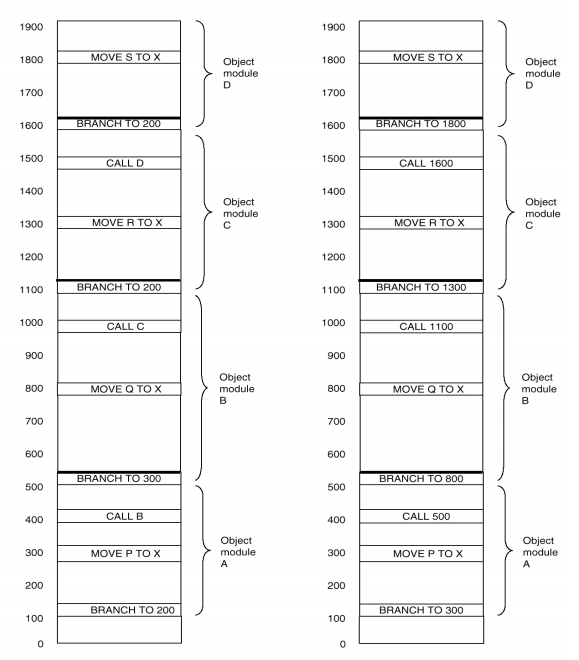 1900
1800
MOVE S TO X
Object
module
D
1700
1600
BRANCH TO 200
1500
CALL D
1400
Object
module
C
1300
MOVE R TO X
1200
1100
BRANCH TO 200
1000
CALL C
900
800
MOVE Q TO X
Object
module
B
700
600
500
BRANCH TO 300
400
CALL B
300
MOVE P TO X
Object
module
A
200
100
BRANCH TO 200
0
1900
1800
MOVE S TO X
Object
module
D
1700
1600
BRANCH TO 1800
1500
CALL 1600
1400
Object
module
C
1300
MOVE R TO X
1200
1100
BRANCH TO 1300
1000
CALL 1100
900
800
MOVE Q TO X
Object
module
B
700
600
500
BRANCH TO 800
400
CALL 500
300
MOVE P TO X
Object
module
A
200
100
BRANCH TO 300
0